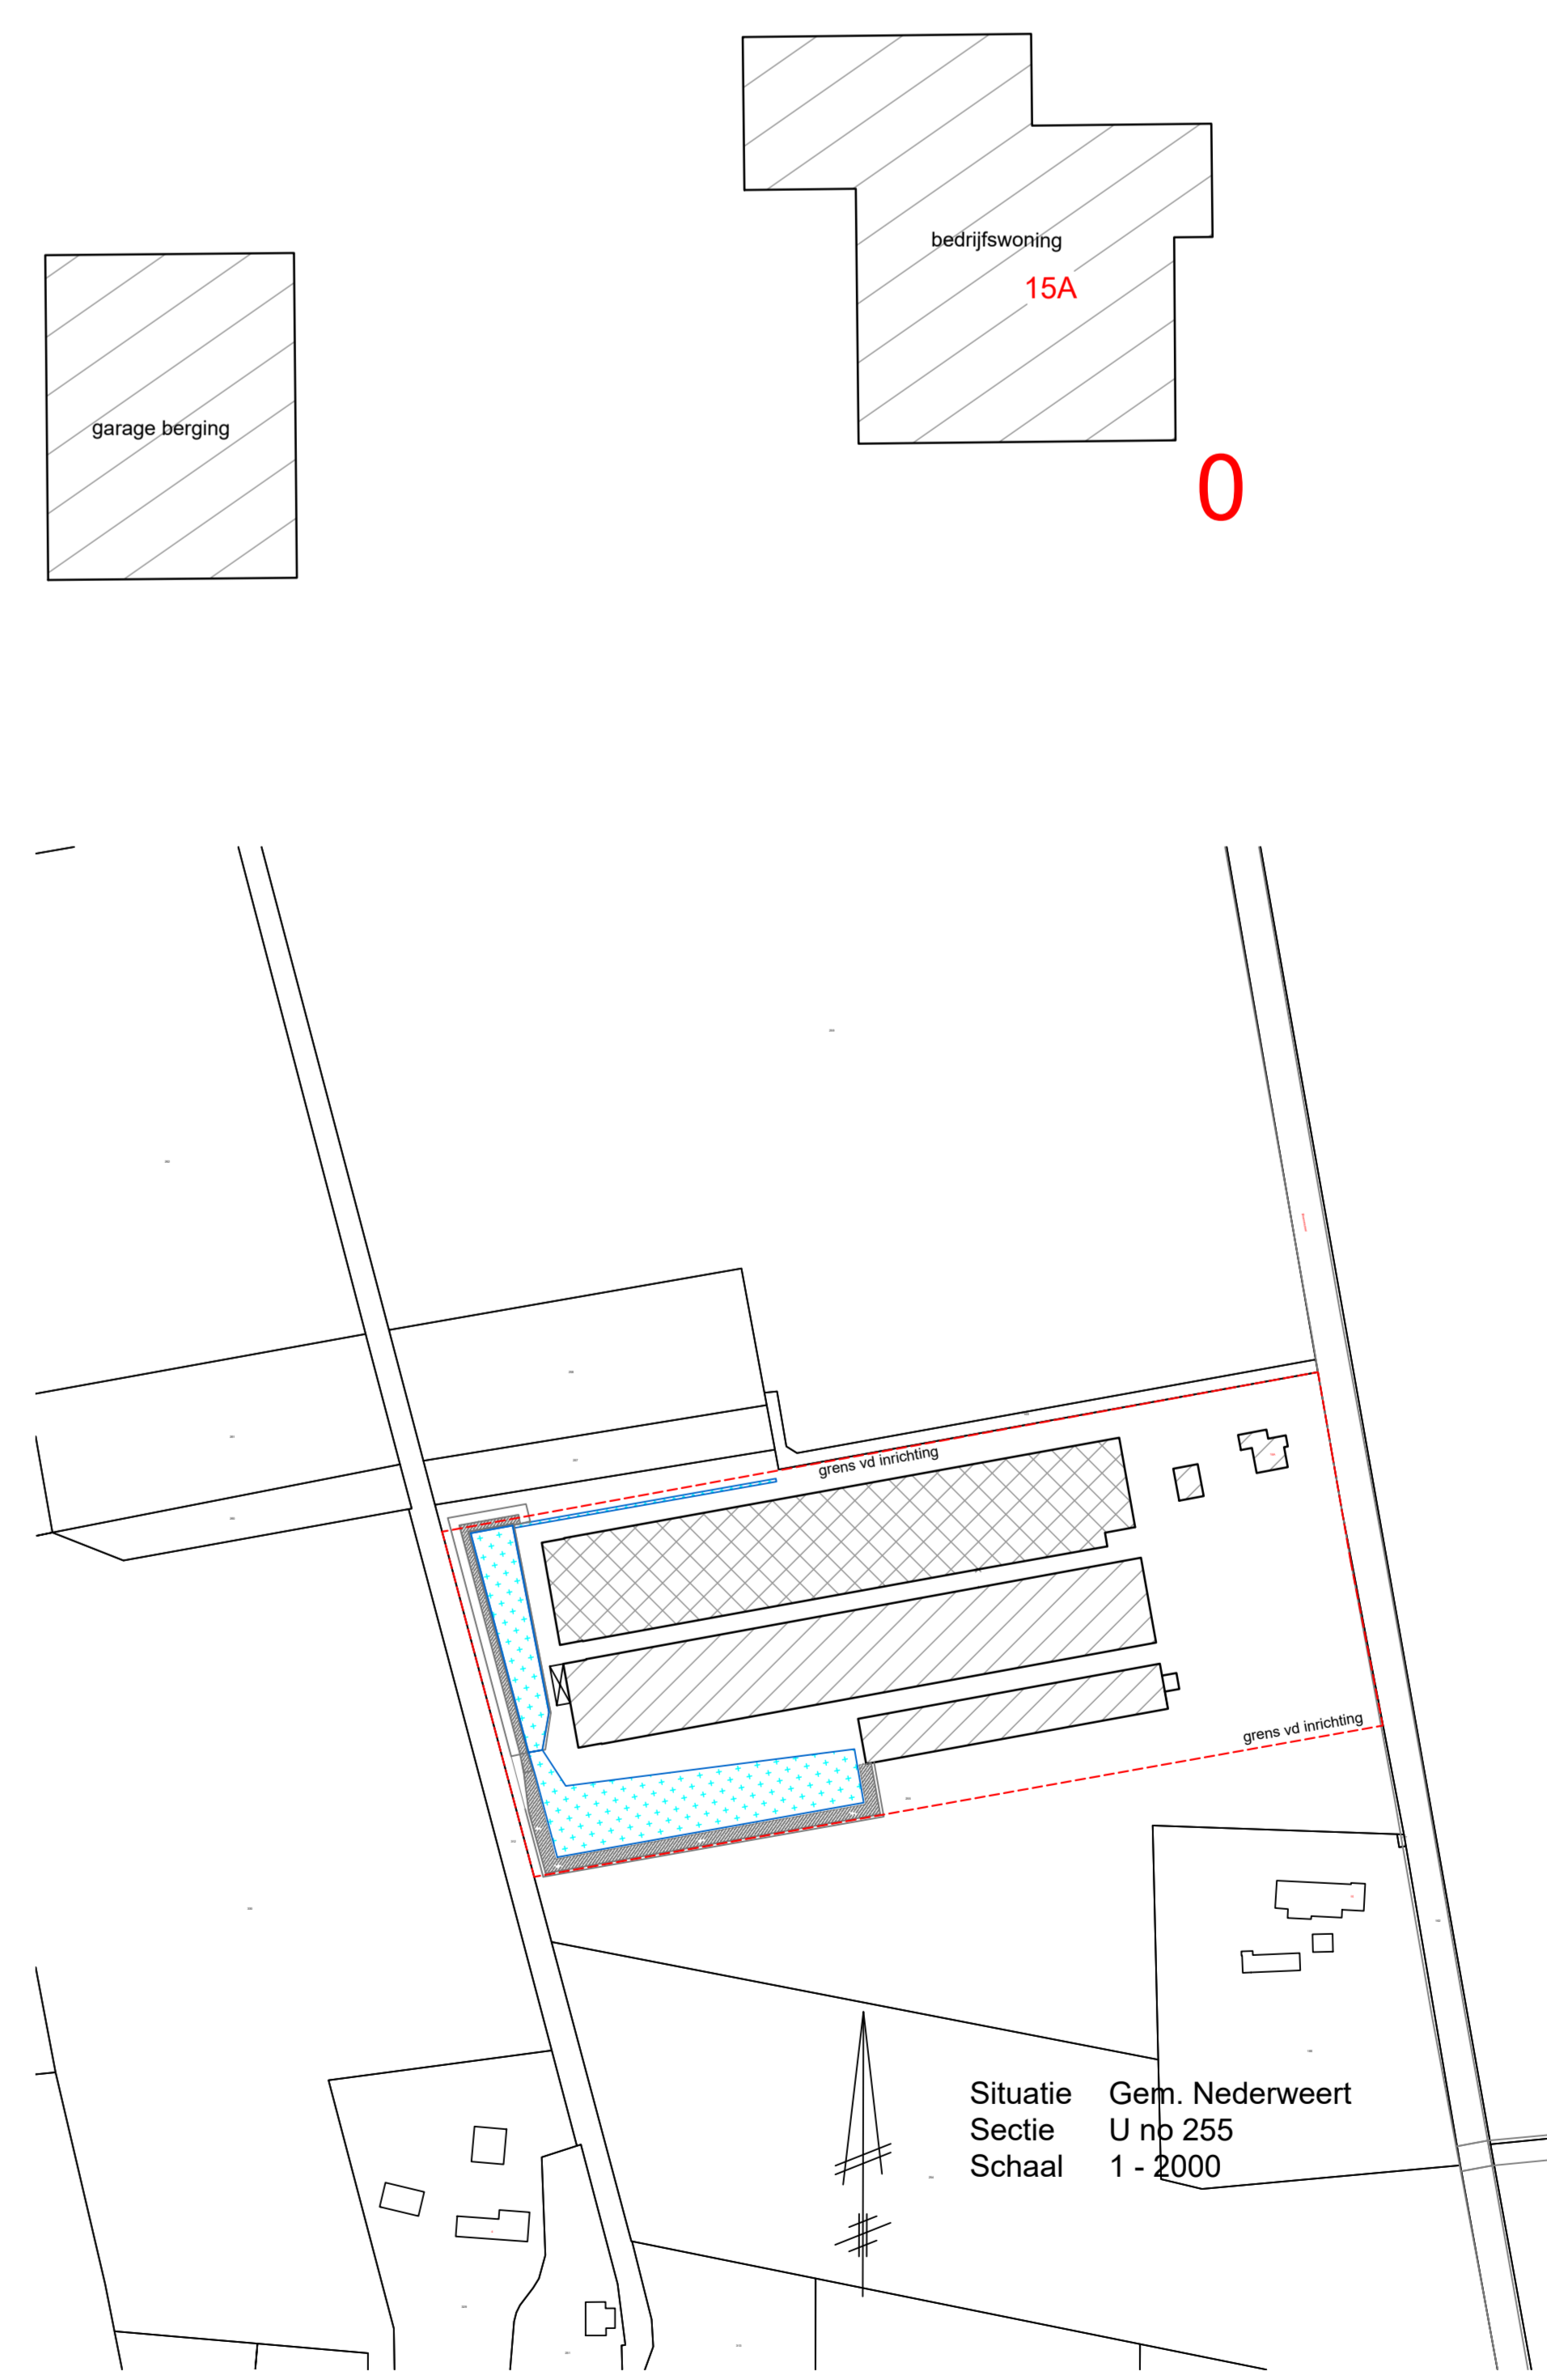 bedrijfswoning
15A
garage berging
0
grens vd inrichting
grens vd inrichting
Situatie Gem. Nederweert
Sectie U no 255
Schaal 1 - 2000